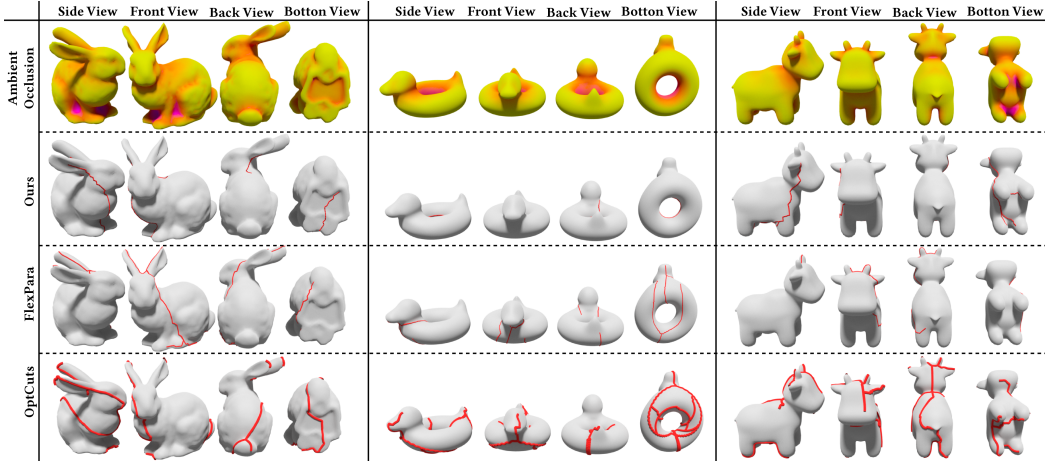 Side View Front View Back View Botton View Side View Front View Back View Botton View Side View Front View Back View Botton View
Ambient
Occlusion
Ours
FlexPara
OptCuts